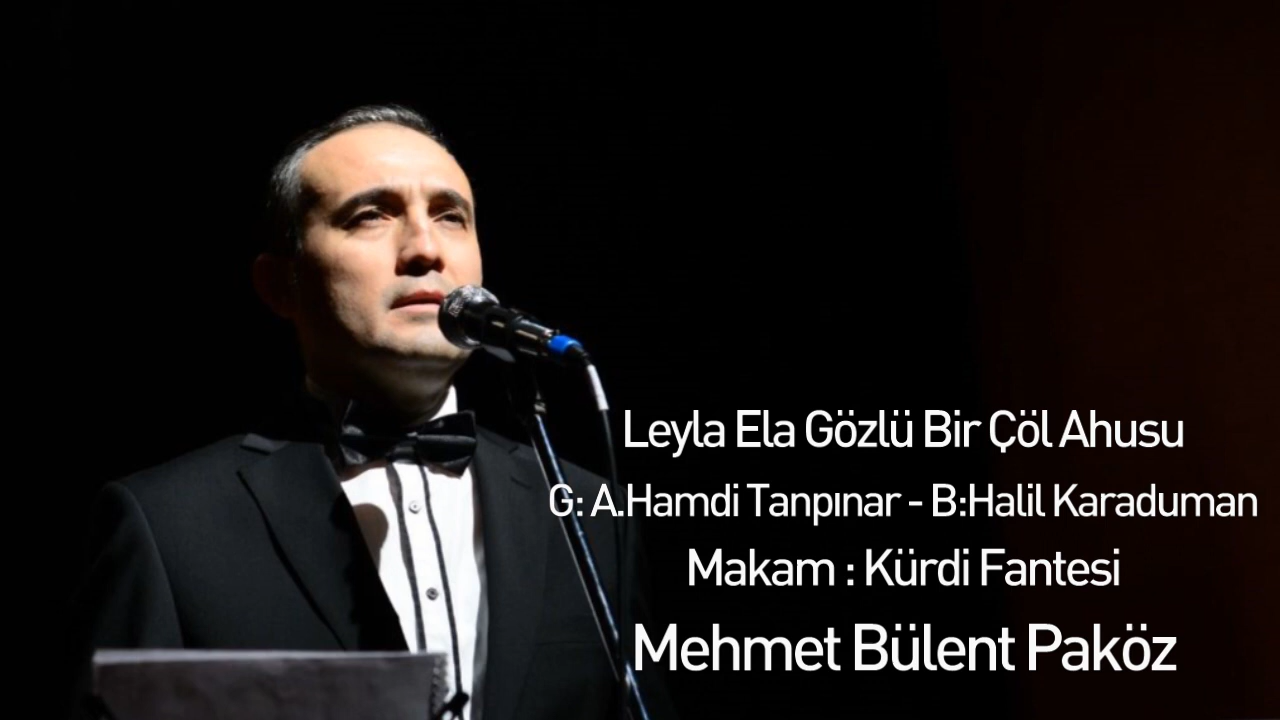 Leyla Ela Gözlü Bir Çöl Ahusu
G: A.Hamdi Tanpınar - B:Halil Karaduman
Makam : Kürdi Fantesi
Mehmet Bülent Paköz